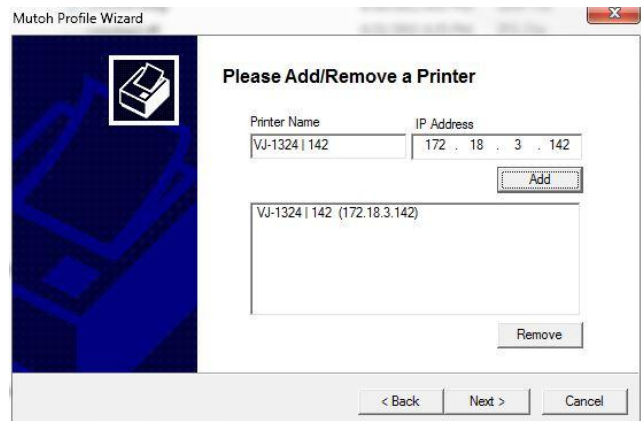 Mutoh Profile Wizard
Please Add/Remove a Printer
Printer Name
IP Address
VJ-1324 | 142
172 . 18 . 3 . 142
Add
VJ-1324 | 142 (172.18.3.142)
Remove
< Back
Next >
Cancel